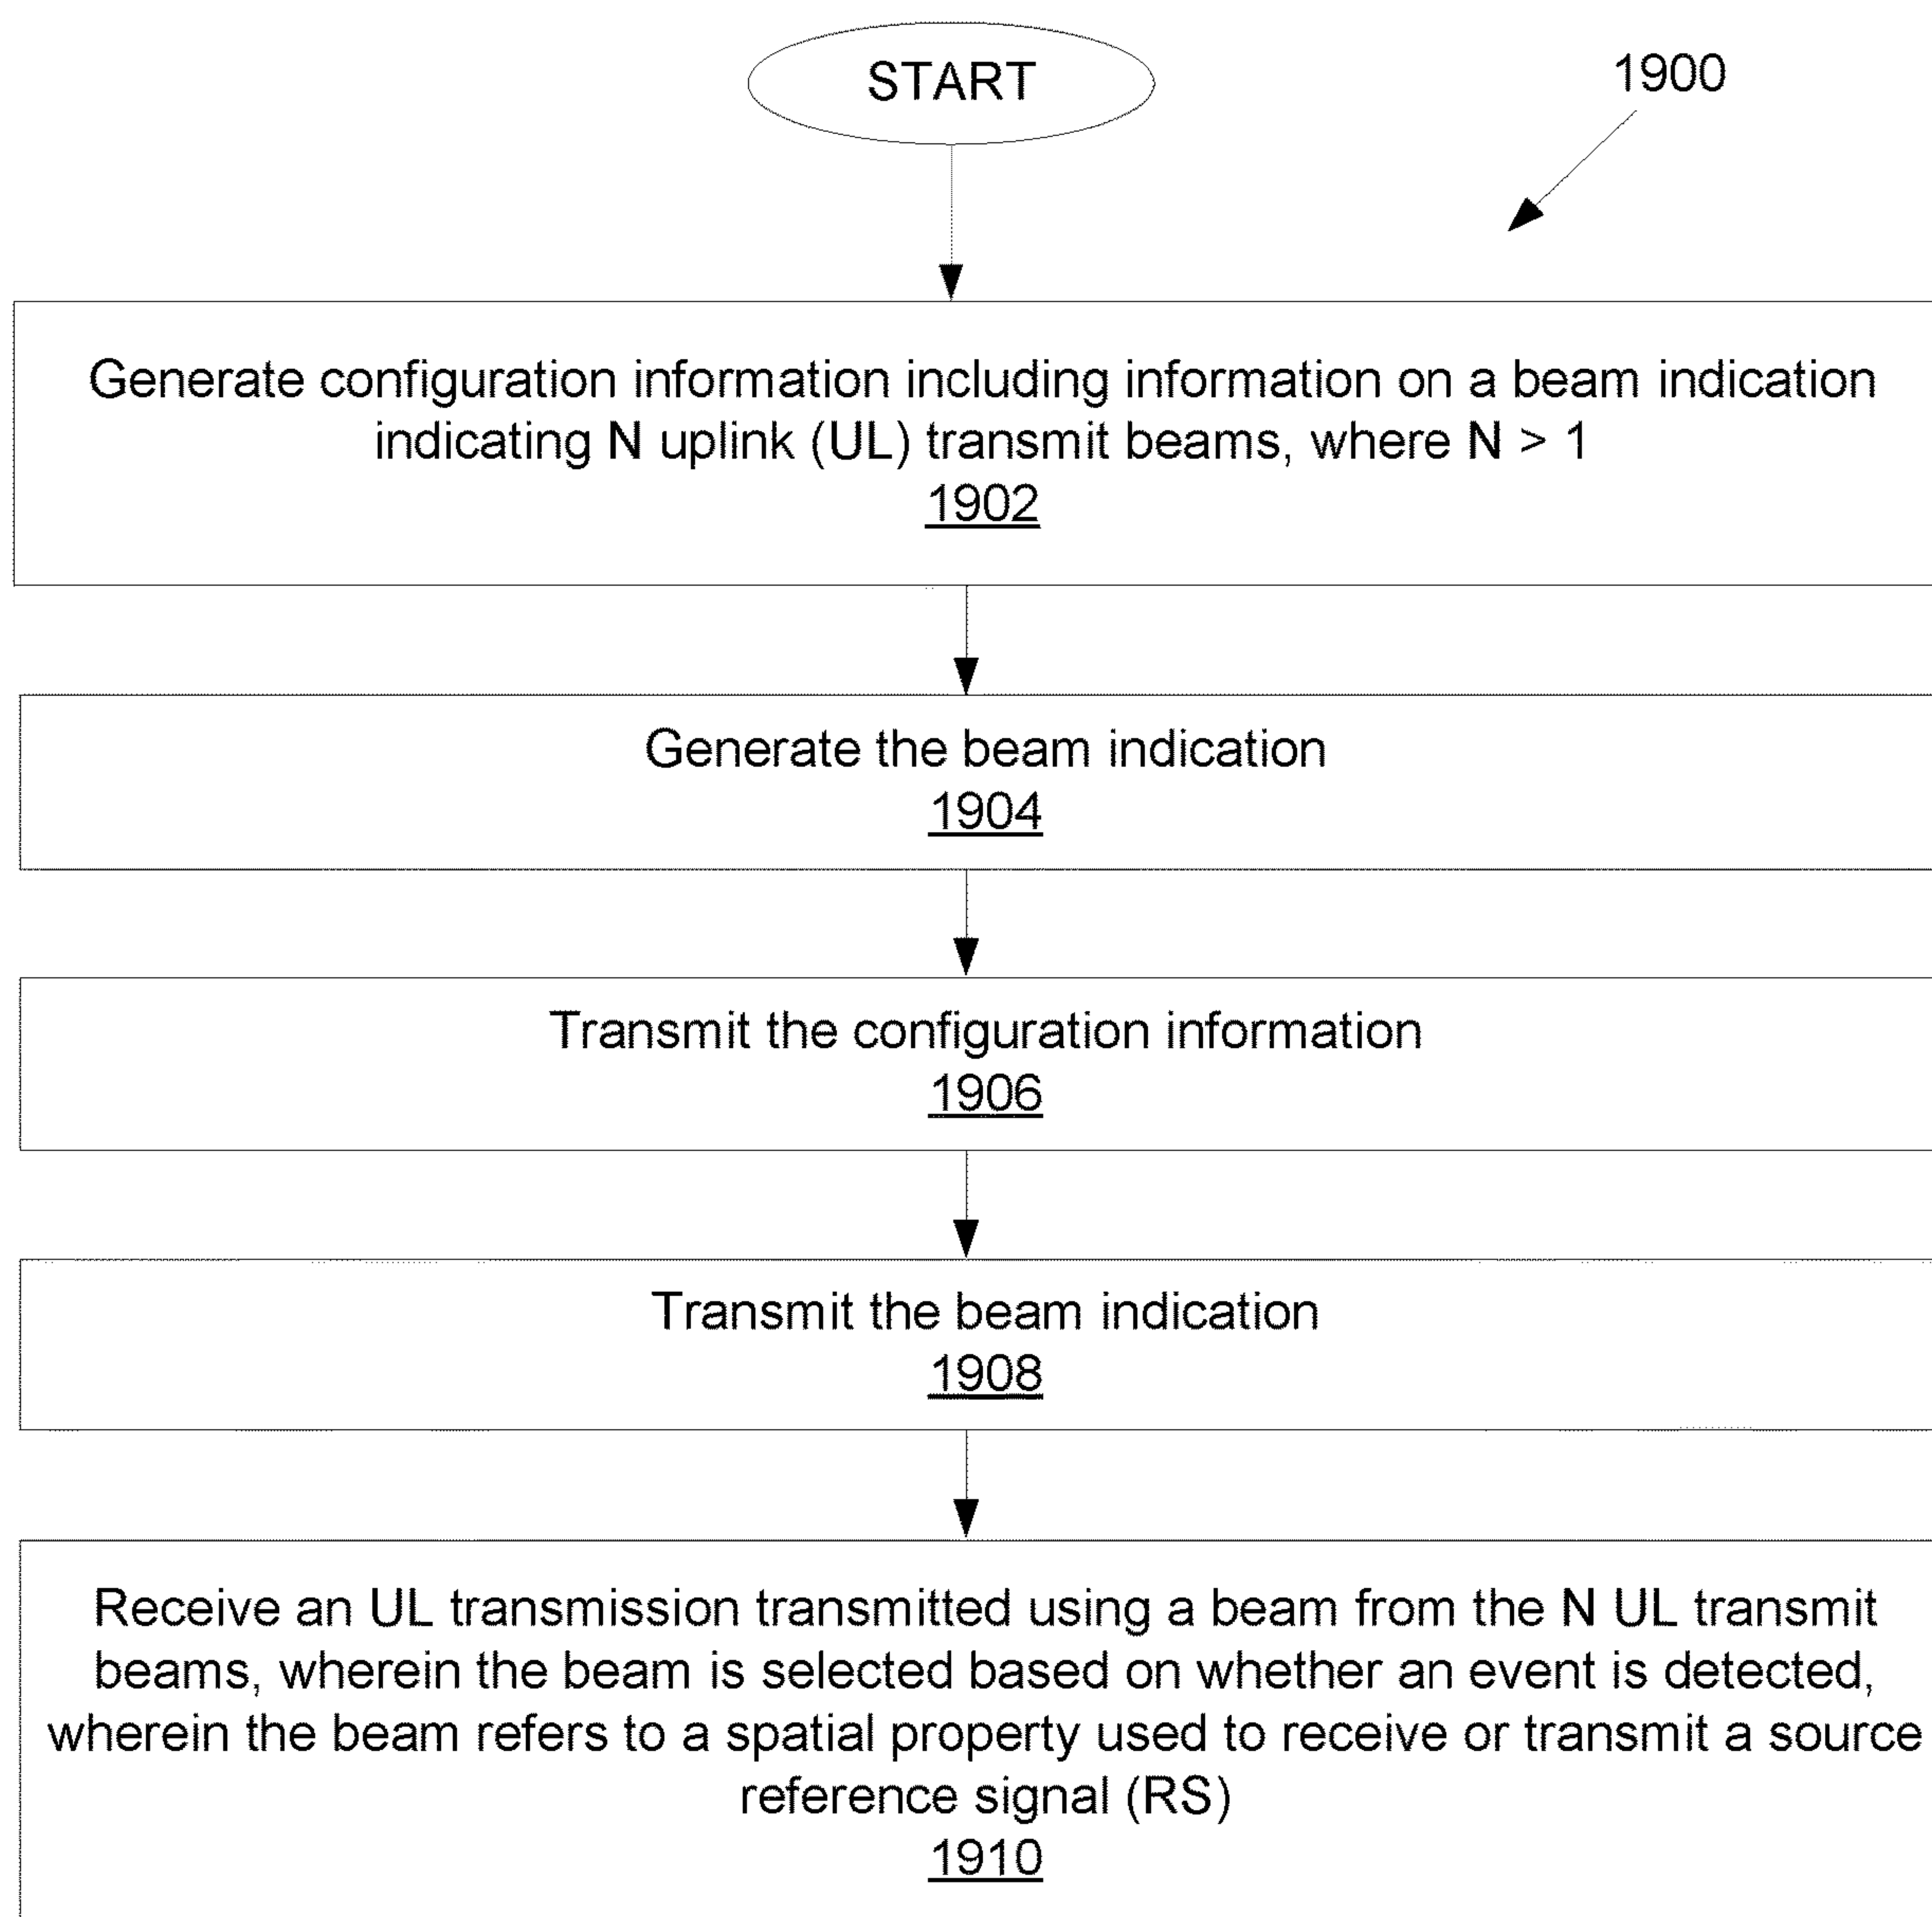 START
1900
Generate configuration information including information on a beam indication
indicating N uplink (UL) transmit beams, where N > 1
1902
Generate the beam indication
1904
Transmit the configuration information
1906
Transmit the beam indication
1908
Receive an UL transmission transmitted using a beam from the N UL transmit
beams, wherein the beam is selected based on whether an event is detected,
wherein the beam refers to a spatial property used to receive or transmit a source
reference signal (RS)
1910